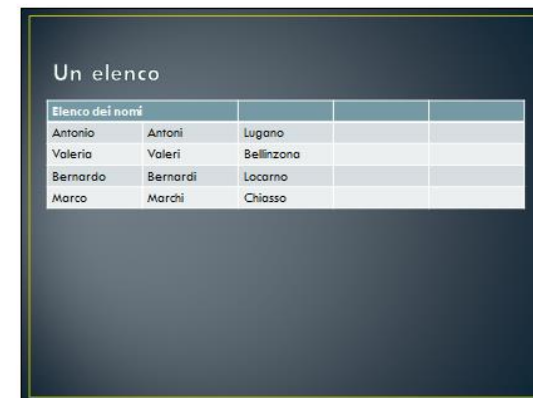 Un elenco
Elenco dei nomi
Antonio Antoni Lugano
Valeria Valeri Bellinzona
Bernardo Bernardi Locarno
Marco Marchi Chiasso